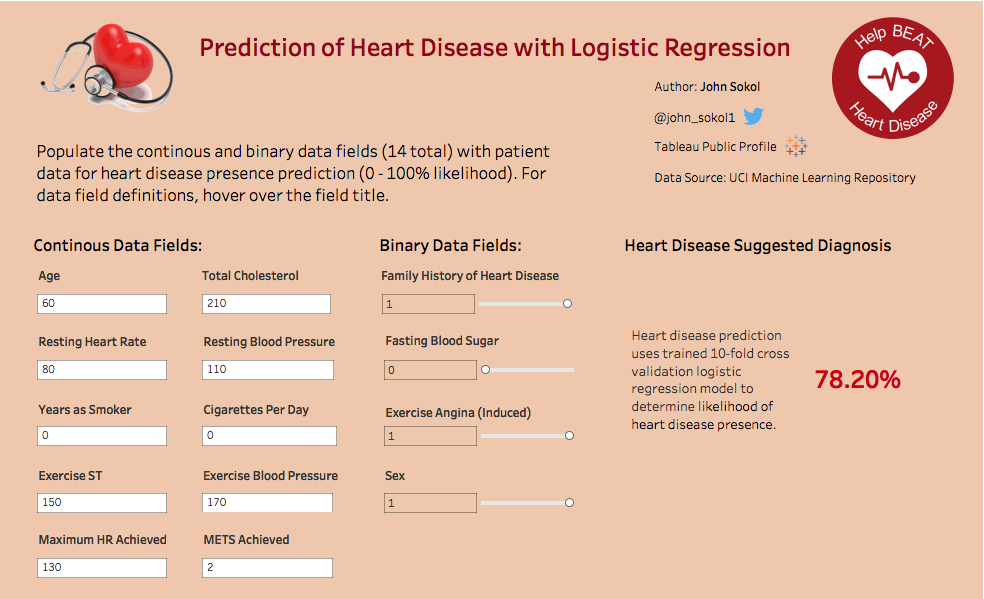 Prediction of Heart Disease with Logistic Regression
Help BEAT
Heart Disease
Author: John Sokol
@john_sokol1
Tableau Public Profile
Data Source: UCI Machine Learning Repository
Populate the continous and binary data fields (14 total) with patient
data for heart disease presence prediction (0 - 100% likelihood). For
data field definitions, hover over the field title.
Continous Data Fields:
Age
Total Cholesterol
60
210
Resting Heart Rate
Resting Blood Pressure
80
110
Years as Smoker
Cigarettes Per Day
0
0
Exercise ST
Exercise Blood Pressure
150
170
Maximum HR Achieved
METS Achieved
130
2
Binary Data Fields:
Family History of Heart Disease
1
Fasting Blood Sugar
0
Exercise Angina (Induced)
1
Sex
1
Heart Disease Suggested Diagnosis
Heart disease prediction
uses trained 10-fold cross
validation logistic
regression model to
determine likelihood of
heart disease presence.
78.20%